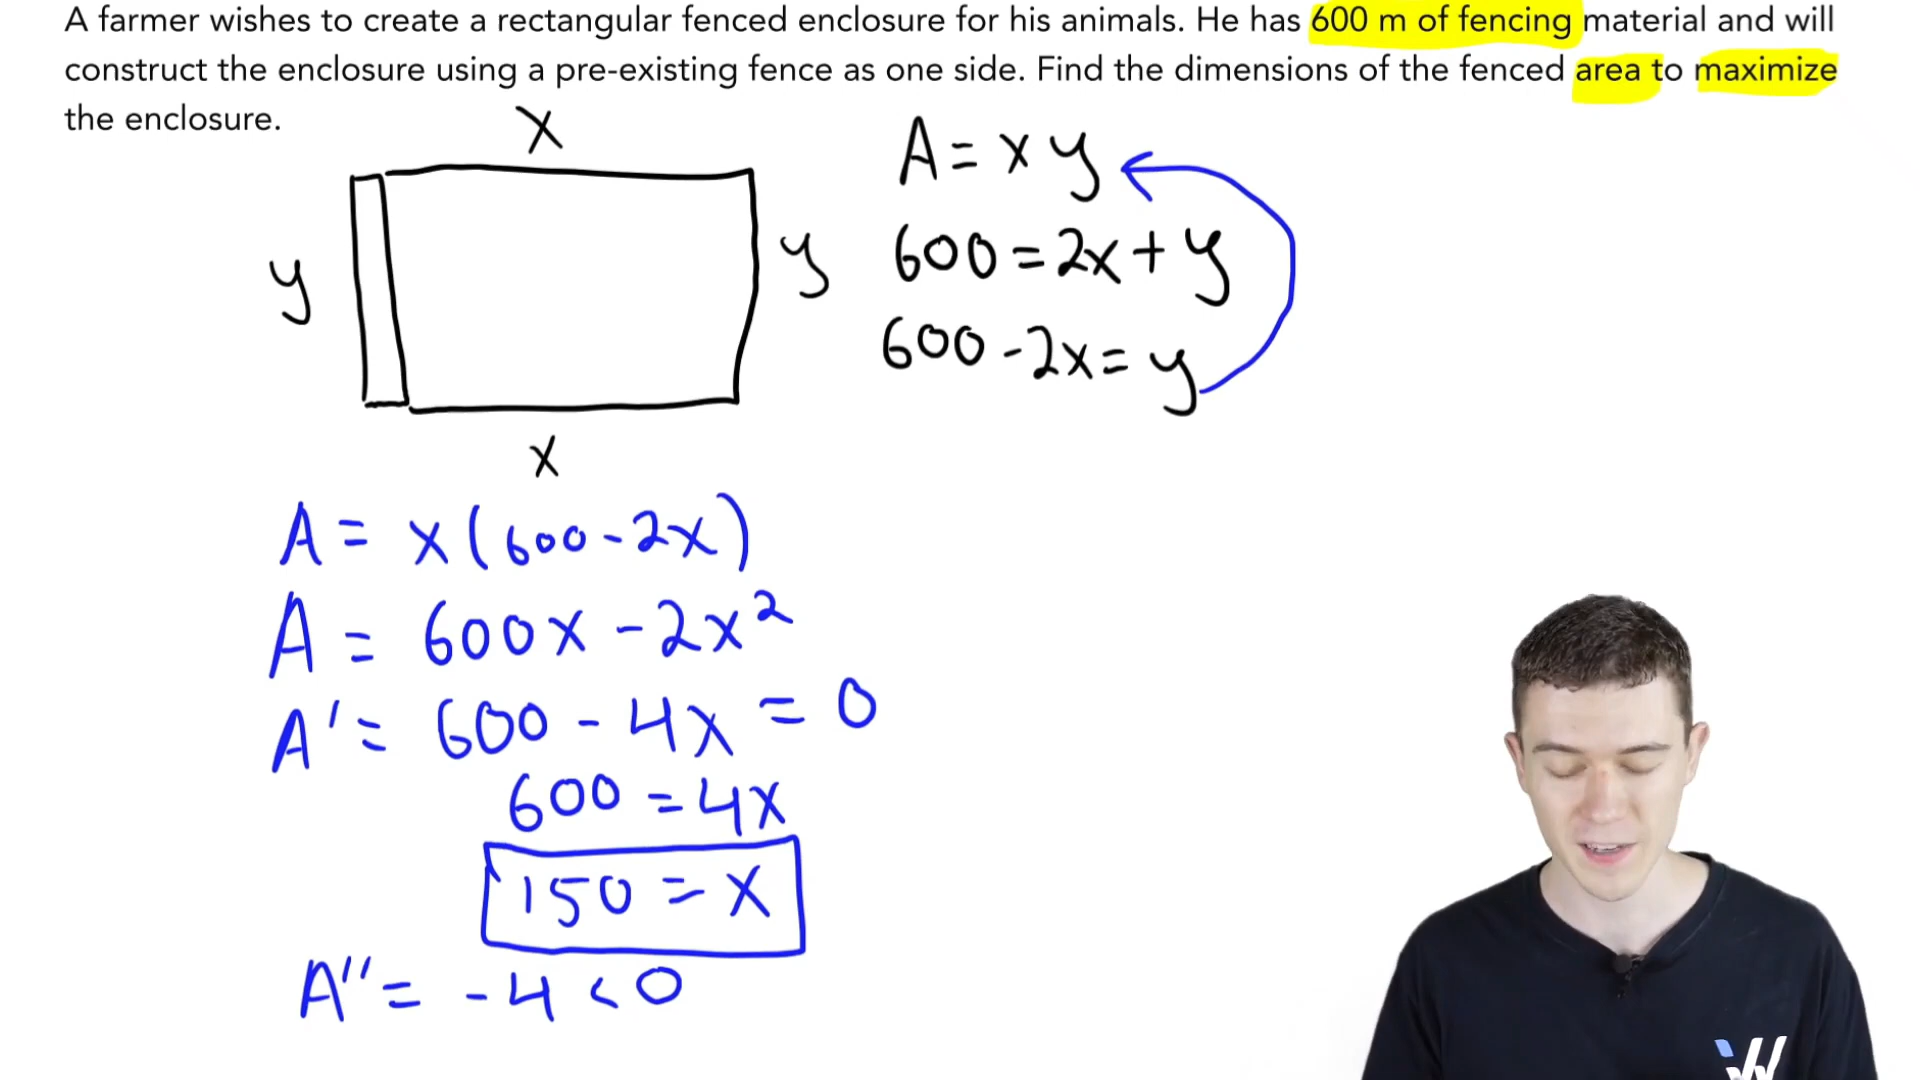 A farmer wishes to create a rectangular fenced enclosure for his animals. He has 600 m of fencing material and will
construct the enclosure using a pre-existing fence as one side. Find the dimensions of the fenced area to maximize
the enclosure.
x
y
y
x
A = x y
600 = 2x + y
600 - 2x = y
A = x(600 - 2x)
A = 600x - 2x²
A' = 600 - 4x = 0
600 = 4x
150 = x
A'' = -4 < 0
W